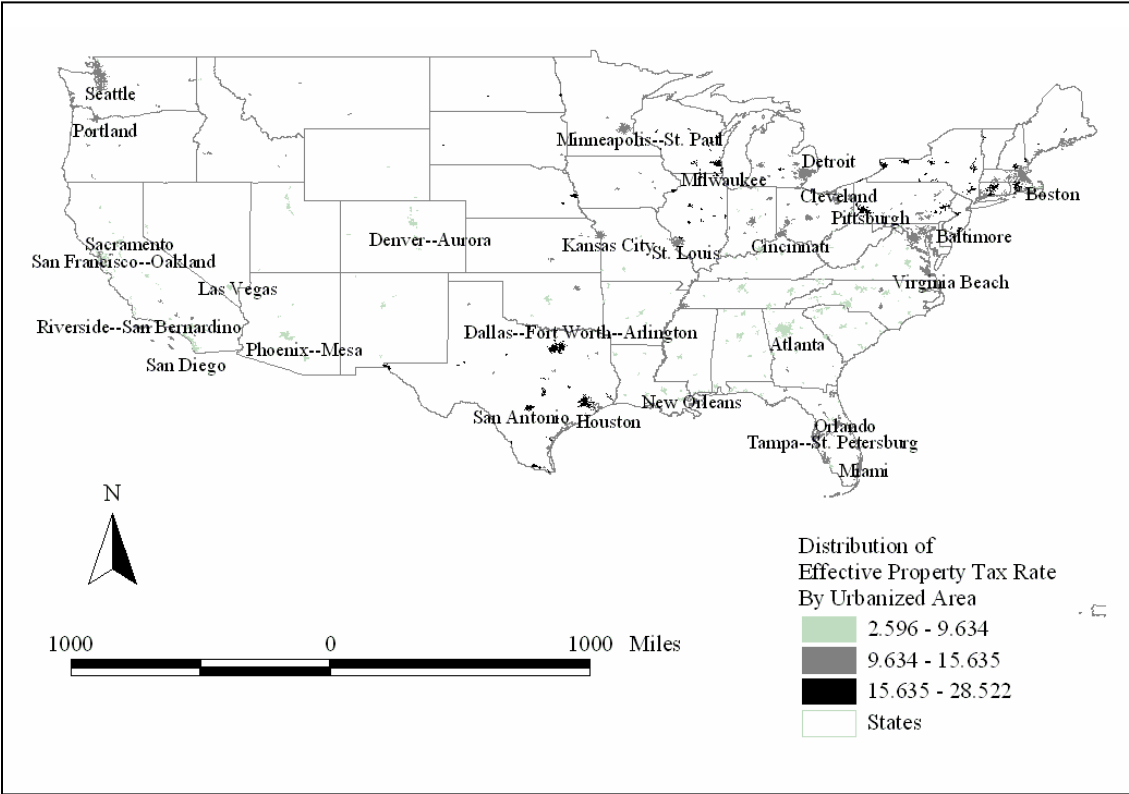 Seattle
Portland
Minneapolis--St. Paul
Milwaukee
Detroit
Cleveland
Pittsburgh
Boston
Baltimore
Sacramento
San Francisco--Oakland
Denver--Aurora
Kansas City
St. Louis
Cincinnati
Las Vegas
Virginia Beach
Riverside--San Bernardino
San Diego
Phoenix--Mesa
Dallas--Fort Worth--Arlington
Atlanta
San Antonio
Houston
New Orleans
Orlando
Tampa--St. Petersburg
Miami
N
1000 0 1000 Miles
Distribution of
Effective Property Tax Rate
By Urbanized Area
2.596 - 9.634
9.634 - 15.635
15.635 - 28.522
States